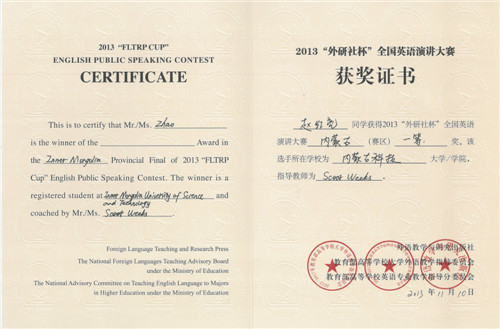 2013 "FLTRP CUP"
ENGLISH PUBLIC SPEAKING CONTEST
CERTIFICATE
This is to certify that Mr./Ms. Zhao
is the winner of the Award in
the Inner Mongolia Provincial Final of 2013 "FLTRP
Cup" English Public Speaking Contest. The winner is a
registered student at Inner Mongolia University of Science and
and Technology
coached by Mr./Ms. Scoot Weeks.
Foreign Language Teaching and Research Press
The National Foreign Languages Teaching Advisory Board
under the Ministry of Education
The National Advisory Committee on Teaching English Language to Majors
in Higher Education under the Ministry of Education
2013 "外研社杯" 全国英语演讲大赛
获奖证书
赵 同学获得2013 "外研社杯" 全国英语
演讲大赛 内蒙古 (赛区) 一等 奖,该
选手所在学校为 内蒙古科技 大学/学院,
指导教师为 Scoot Weeks.
外语教学与研究出版社
教育部高等学校大学外语教学指导委员会
教育部高等学校英语专业教学指导分委员会
2013 年 11 月 10 日